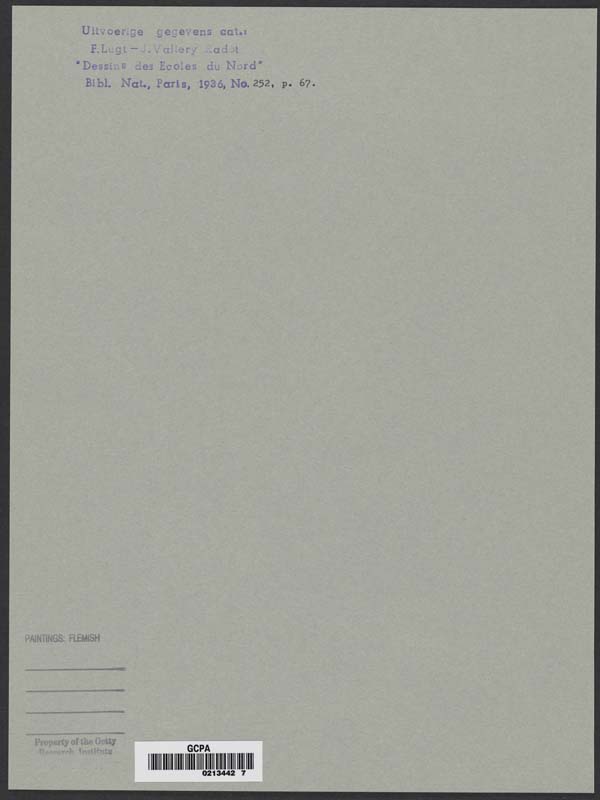 Uitvoerige gegevens cat.:
F. Lugt — J. Vallery Radot
"Dessins des Ecoles du Nord"
Bibl. Nat., Paris, 1936, No. 252, p. 67.
PAINTINGS: FLEMISH
Property of the Getty
Research Institute
GCPA
0213442 7